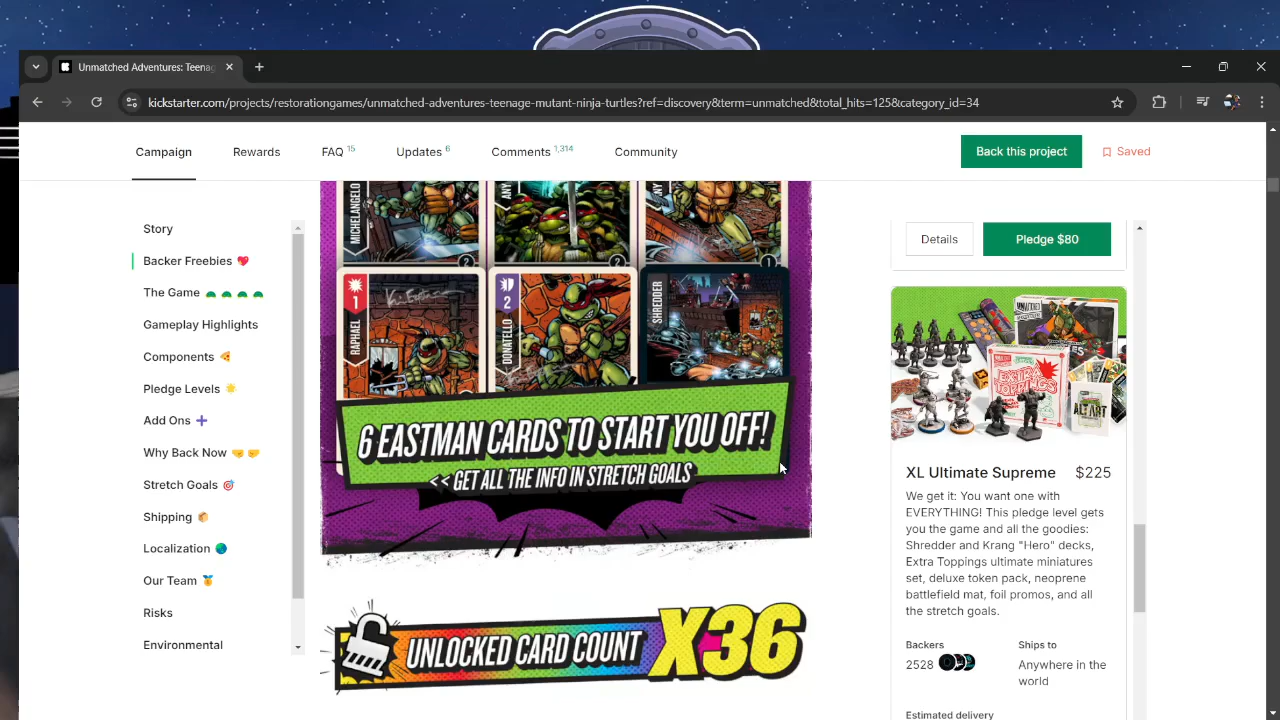 Unmatched Adventures: Teenag
kickstarter.com/projects/restorationgames/unmatched-adventures-teenage-mutant-ninja-turtles?ref=discovery&term=unmatched&total_hits=125&category_id=34
Campaign
Rewards
FAQ 15
Updates 6
Comments 1,314
Community
Back this project
Saved
Story
Backer Freebies
The Game
Gameplay Highlights
Components
Pledge Levels
Add Ons
Why Back Now
Stretch Goals
Shipping
Localization
Our Team
Risks
Environmental
MICHELANGELO
ANY
ANY
2
2
1
1
RAPHAEL
2
DONATELLO
SHREDDER
6 EASTMAN CARDS TO START YOU OFF!
<< GET ALL THE INFO IN STRETCH GOALS
UNLOCKED CARD COUNT X36
Details
Pledge $80
EXTRA TOPPINGS
ALT ART
XL Ultimate Supreme $225
We get it: You want one with
EVERYTHING! This pledge level gets
you the game and all the goodies:
Shredder and Krang "Hero" decks,
Extra Toppings ultimate miniatures
set, deluxe token pack, neoprene
battlefield mat, foil promos, and all
the stretch goals.
Backers
2528
Ships to
Anywhere in the
world
Estimated delivery